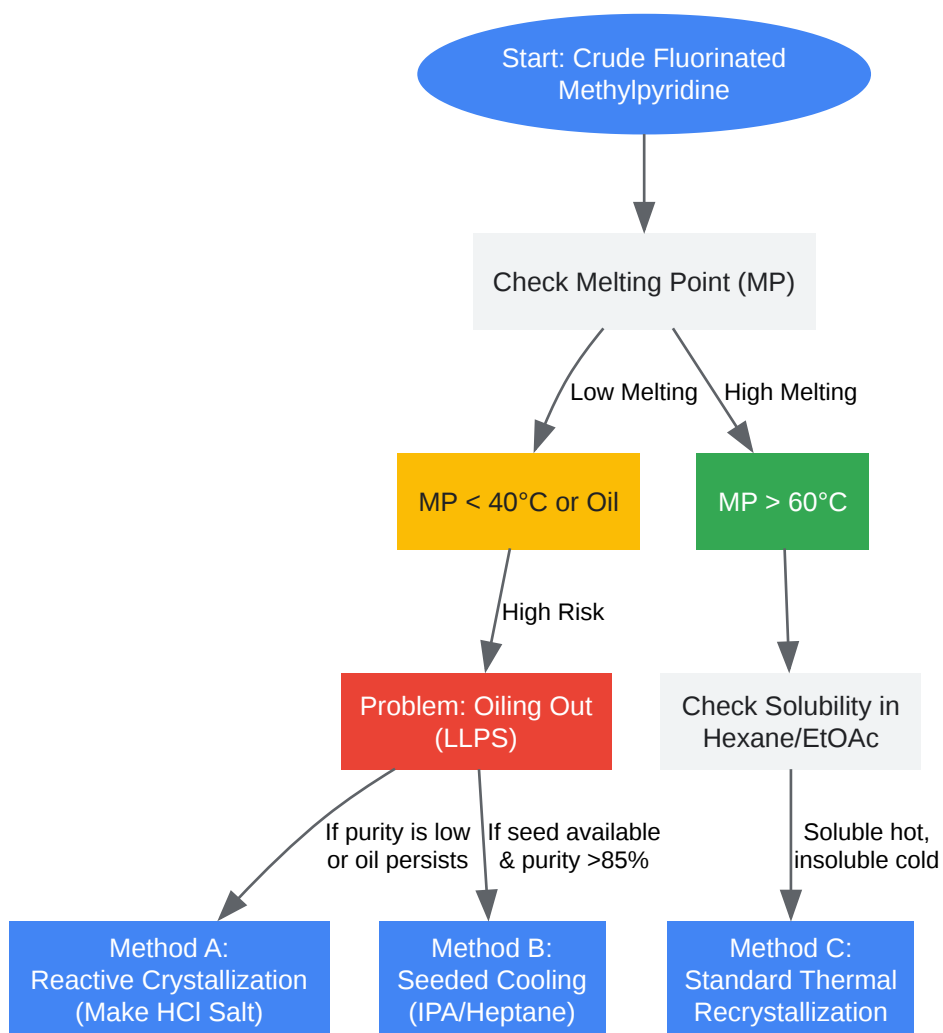 Start: Crude Fluorinated
Methylpyridine
Check Melting Point (MP)
Low Melting
High Melting
MP < 40°C or Oil
MP > 60°C
High Risk
Problem: Oiling Out
(LLPS)
Check Solubility in
Hexane/EtOAc
If purity is low
or oil persists
If seed available
& purity >85%
Soluble hot,
insoluble cold
Method A:
Reactive Crystallization
(Make HCl Salt)
Method B:
Seeded Cooling
(IPA/Heptane)
Method C:
Standard Thermal
Recrystallization